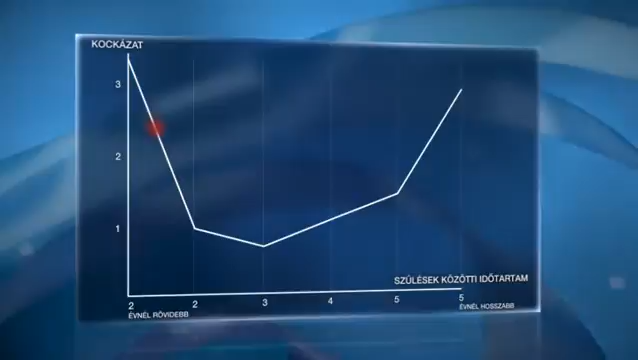 KOCKÁZAT
3
2
1
SZÜLÉSEK KÖZÖTTI IDŐTARTAM
2 2 3 4 5 5
ÉVNÉL RÖVIDEBB ÉVNÉL HOSSZABB